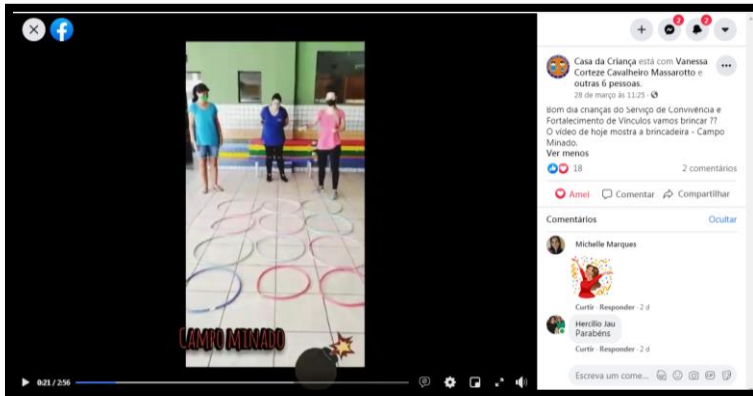 2
2
Casa da Criança está com Vanessa
Corteze Cavalheiro Massarotto e
outras 6 pessoas.
28 de março às 11:25
Bom dia crianças do Serviço de Convivência e
Fortalecimento de Vínculos vamos brincar ??
O vídeo de hoje mostra a brincadeira - Campo
Minado.
Ver menos
18
2 comentários
Amei
Comentar
Compartilhar
Comentários
Ocultar
Michelle Marques
Curtir · Responder · 2 d
Hercilio Jau
Parabéns
Curtir · Responder · 2 d
Escreva um come...
CAMPO MINADO
0:21 / 2:56